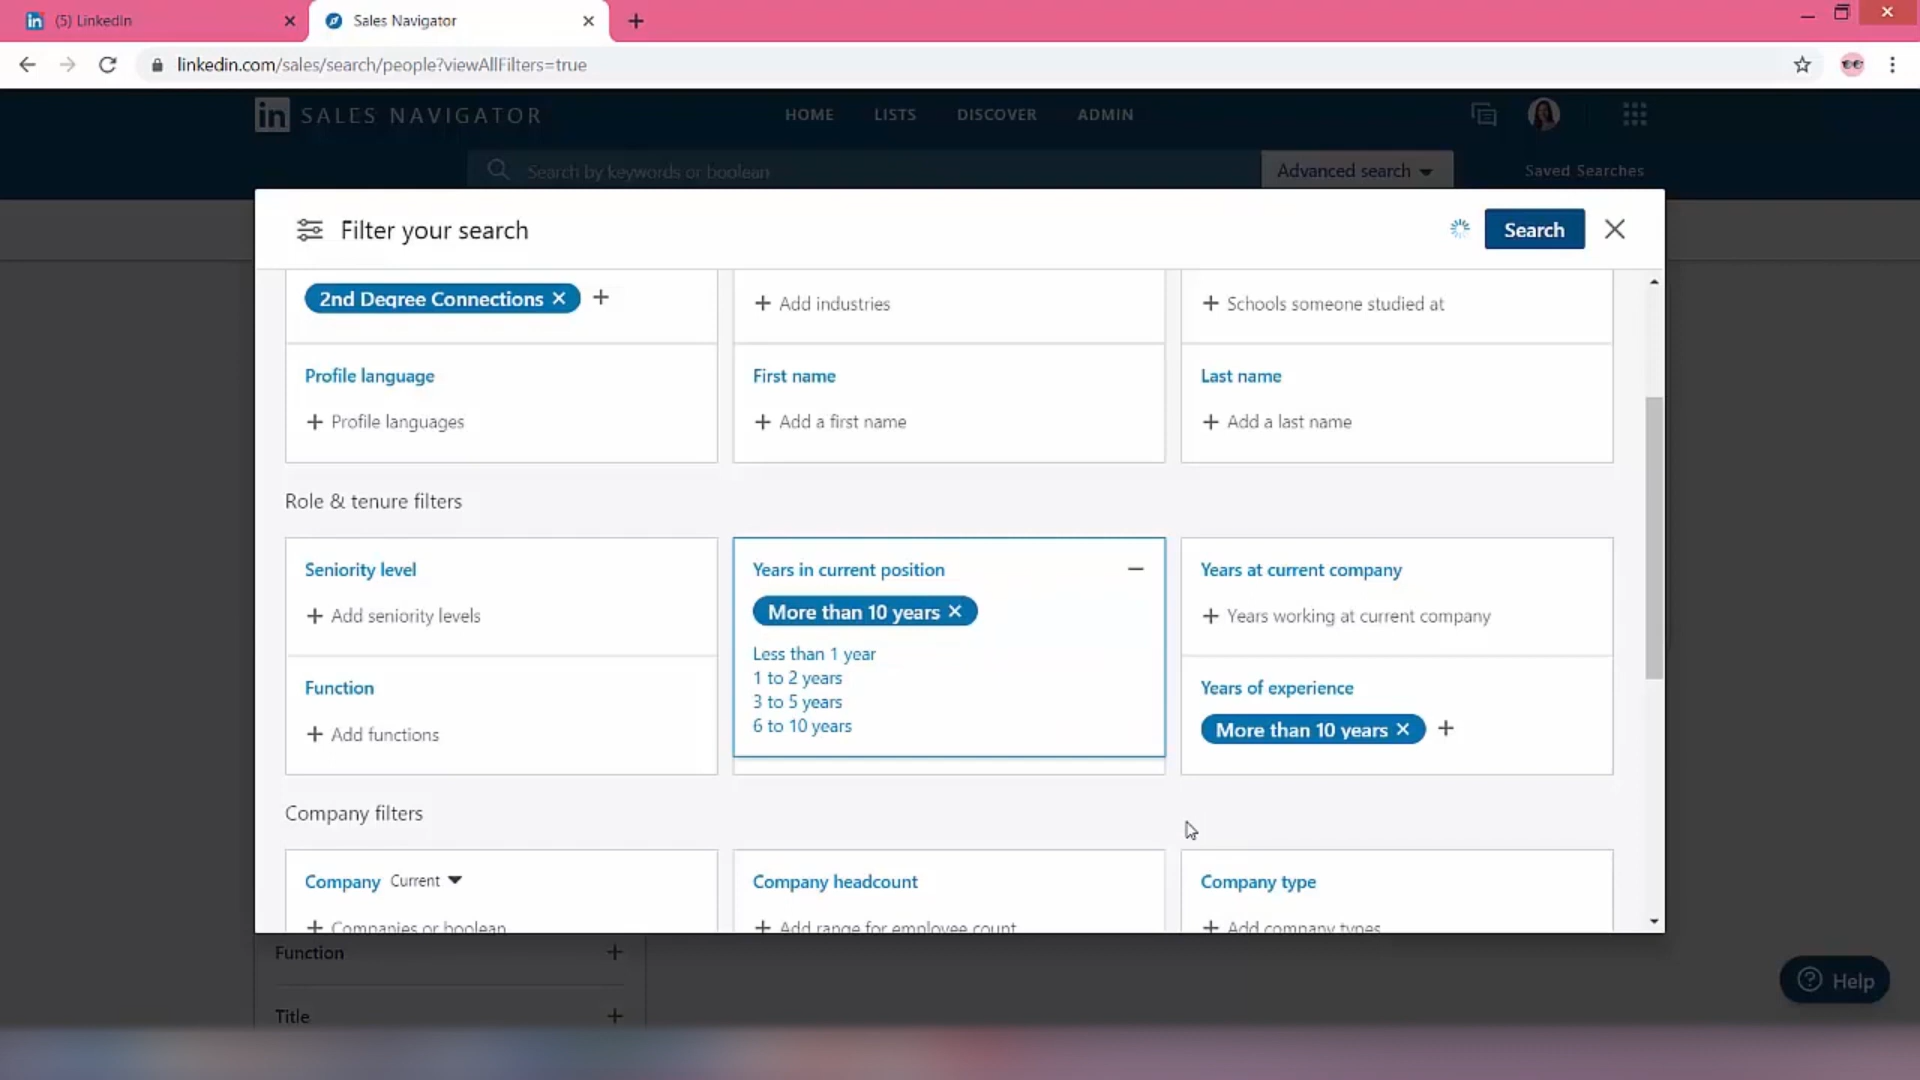 (5) LinkedIn
Sales Navigator
linkedin.com/sales/search/people?viewAllFilters=true
in SALES NAVIGATOR
HOME LISTS DISCOVER ADMIN
Search by keywords or boolean
Advanced search
Saved Searches
Filter your search
Search
2nd Degree Connections
+ Add industries
+ Schools someone studied at
Profile language
+ Profile languages
First name
+ Add a first name
Last name
+ Add a last name
Role & tenure filters
Seniority level
+ Add seniority levels
Years in current position
More than 10 years
Less than 1 year
1 to 2 years
3 to 5 years
6 to 10 years
Years at current company
+ Years working at current company
Function
+ Add functions
Years of experience
More than 10 years
Company filters
Company Current
+ Companies or boolean
Company headcount
+ Add range for employee count
Company type
+ Add company types
Function
Title
Help